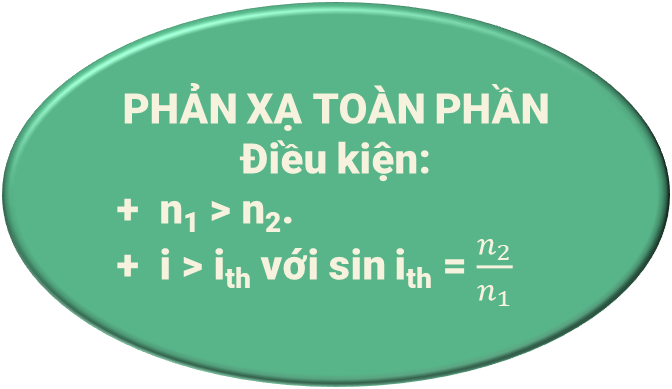 PHẢN XẠ TOÀN PHẦN
Điều kiện:
+ n₁ > n₂.
+ i > iₜₕ với sin iₜₕ = n₂/n₁